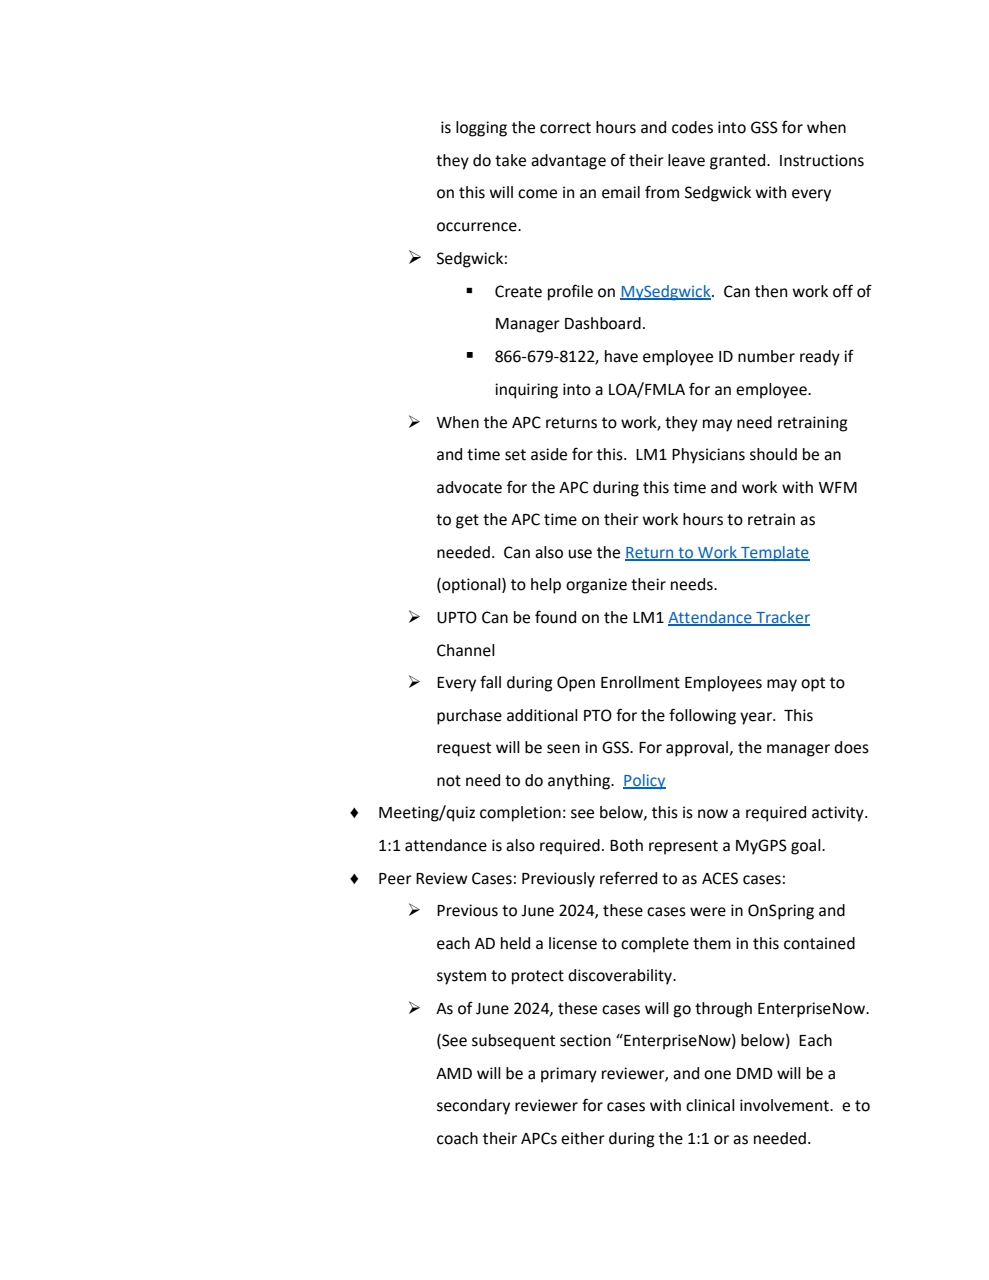 is logging the correct hours and codes into GSS for when
they do take advantage of their leave granted.  Instructions
on this will come in an email from Sedgwick with every
occurrence.
➢ Sedgwick:
▪ Create profile on MySedgwick.  Can then work off of
Manager Dashboard.
▪ 866-679-8122, have employee ID number ready if
inquiring into a LOA/FMLA for an employee.
➢ When the APC returns to work, they may need retraining
and time set aside for this.  LM1 Physicians should be an
advocate for the APC during this time and work with WFM
to get the APC time on their work hours to retrain as
needed.  Can also use the Return to Work Template
(optional) to help organize their needs.
➢ UPTO Can be found on the LM1 Attendance Tracker
Channel
➢ Every fall during Open Enrollment Employees may opt to
purchase additional PTO for the following year.  This
request will be seen in GSS. For approval, the manager does
not need to do anything.  Policy
♦ Meeting/quiz completion: see below, this is now a required activity.
1:1 attendance is also required. Both represent a MyGPS goal.
♦ Peer Review Cases: Previously referred to as ACES cases:
➢ Previous to June 2024, these cases were in OnSpring and
each AD held a license to complete them in this contained
system to protect discoverability.
➢ As of June 2024, these cases will go through EnterpriseNow.
(See subsequent section “EnterpriseNow) below)  Each
AMD will be a primary reviewer, and one DMD will be a
secondary reviewer for cases with clinical involvement.  e to
coach their APCs either during the 1:1 or as needed.